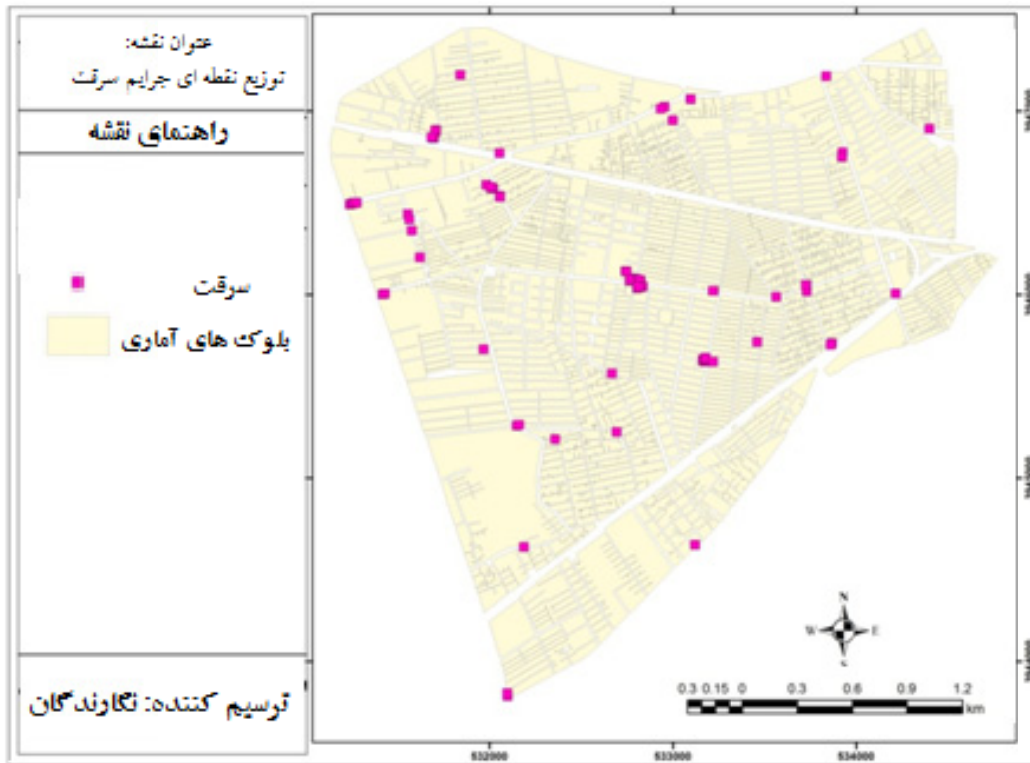 عنوان نقشه:
توزیع نقطه ای جرایم سرقت
راهنمای نقشه
سرقت
بلوک های آماری
ترسیم کننده: نگارندگان
N
W E
0.3 0.15 0 0.3 0.6 0.9 1.2
km
532000 533000 534000